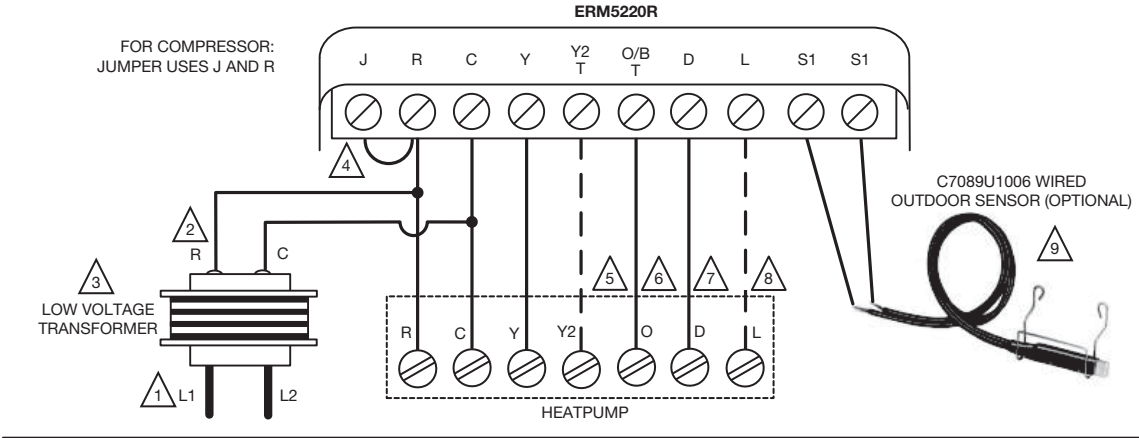 ERM5220R
FOR COMPRESSOR:
JUMPER USES J AND R
J R C Y Y2 T O/B T D L S1 S1
4
C7089U1006 WIRED
OUTDOOR SENSOR (OPTIONAL)
9
2
R C
3
LOW VOLTAGE
TRANSFORMER
5 6 7 8
R C Y Y2 O D L
1 L1 L2
HEATPUMP